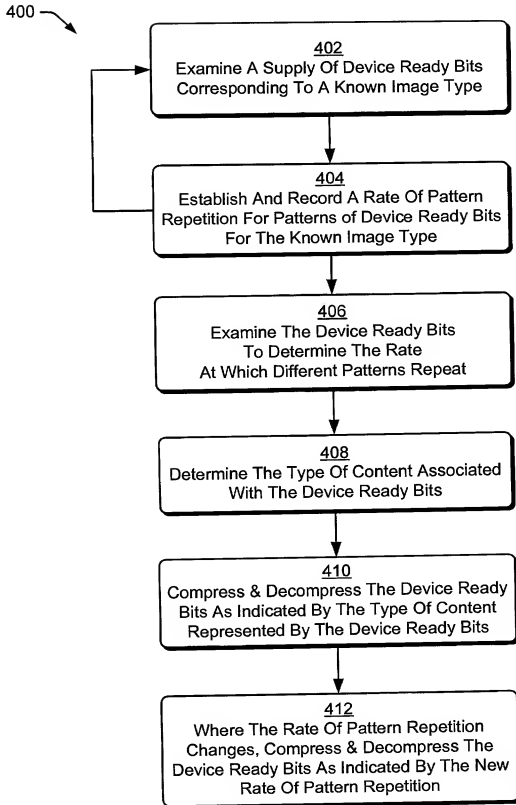 400
402
Examine A Supply Of Device Ready Bits
Corresponding To A Known Image Type
404
Establish And Record A Rate Of Pattern
Repetition For Patterns of Device Ready Bits
For The Known Image Type
406
Examine The Device Ready Bits
To Determine The Rate
At Which Different Patterns Repeat
408
Determine The Type Of Content Associated
With The Device Ready Bits
410
Compress & Decompress The Device Ready
Bits As Indicated By The Type Of Content
Represented By The Device Ready Bits
412
Where The Rate Of Pattern Repetition
Changes, Compress & Decompress The
Device Ready Bits As Indicated By The New
Rate Of Pattern Repetition